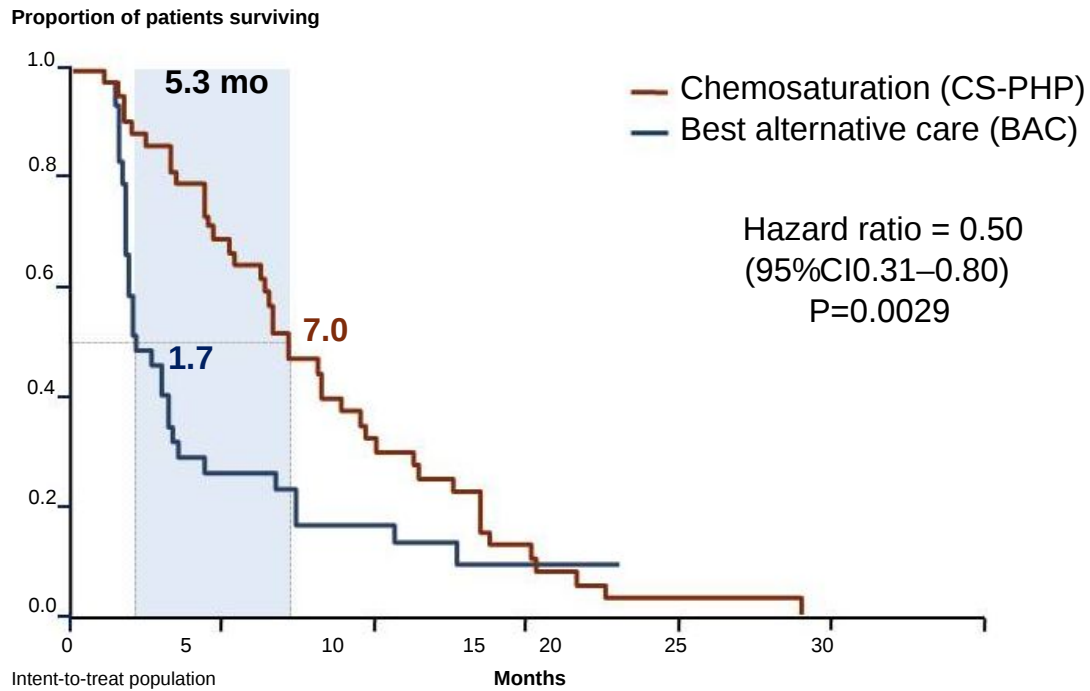 Proportion of patients surviving
1.0
5.3 mo
Chemosaturation (CS-PHP)
Best alternative care (BAC)
0.8
Hazard ratio = 0.50
(95%CI0.31–0.80)
P=0.0029
0.6
7.0
1.7
0.4
0.2
0.0
0 5 10 15 20 25 30
Intent-to-treat population Months